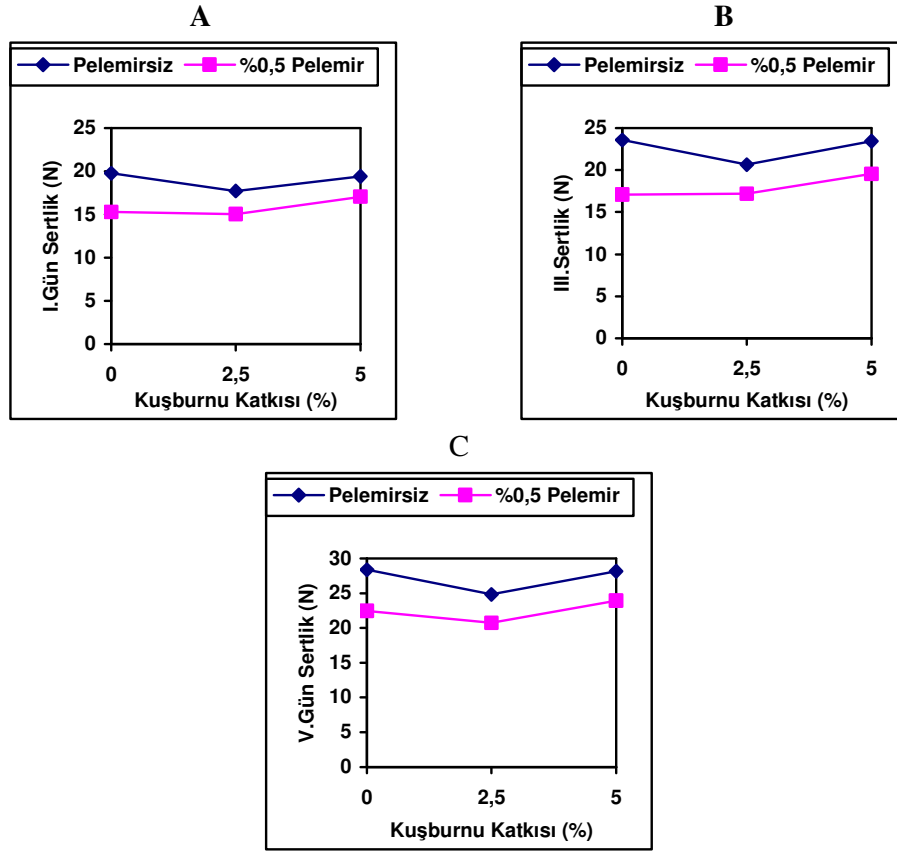 A
Pelemirsiz %0,5 Pelemir
25
20
15
10
5
0
I.Gün Sertlik (N)
0 2,5 5
Kuşburnu Katkısı (%)
B
Pelemirsiz %0,5 Pelemir
25
20
15
10
5
0
III.Sertlik (N)
0 2,5 5
Kuşburnu Katkısı (%)
C
Pelemirsiz %0,5 Pelemir
30
25
20
15
10
5
0
V.Gün Sertlik (N)
0 2,5 5
Kuşburnu Katkısı (%)